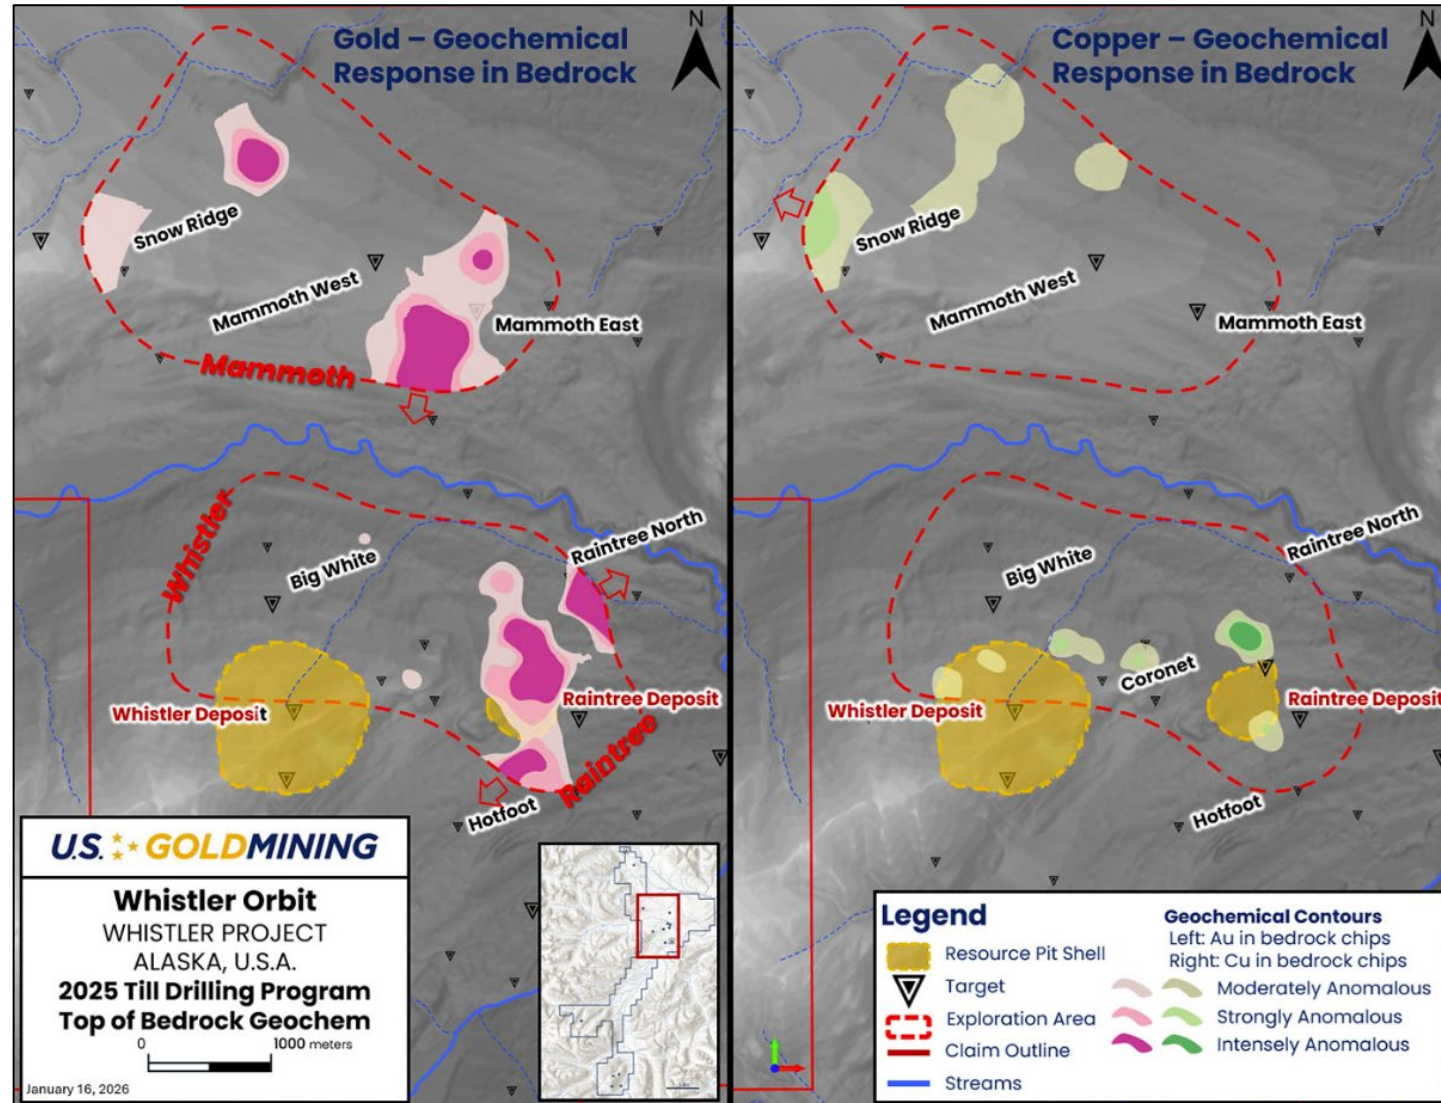 Gold – Geochemical
Response in Bedrock
N
Snow Ridge
Mammoth West
Mammoth East
Mammoth
Whistler
Big White
Raintree North
Whistler Deposit
Raintree Deposit
Raintree
Hotfoot
U.S. GOLDMINING
Whistler Orbit
WHISTLER PROJECT
ALASKA, U.S.A.
2025 Till Drilling Program
Top of Bedrock Geochem
0 1000 meters
January 16, 2026
Copper – Geochemical
Response in Bedrock
N
Snow Ridge
Mammoth West
Mammoth East
Raintree North
Big White
Coronet
Whistler Deposit
Raintree Deposit
Hotfoot
Legend
Resource Pit Shell
Target
Exploration Area
Claim Outline
Streams
Geochemical Contours
Left: Au in bedrock chips
Right: Cu in bedrock chips
Moderately Anomalous
Strongly Anomalous
Intensely Anomalous